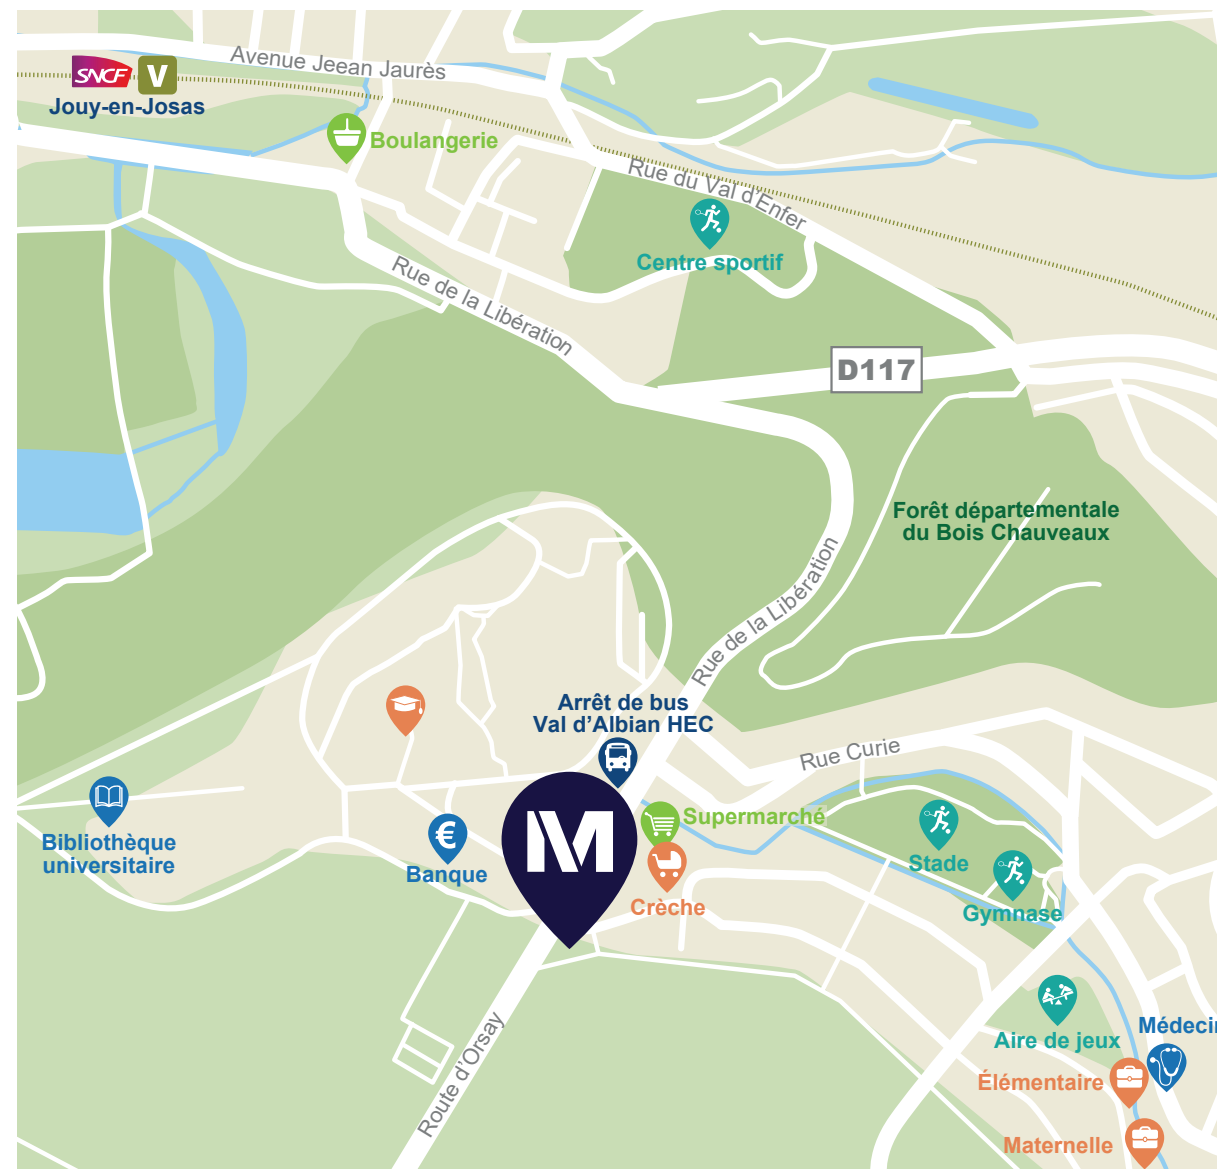 Avenue Jeean Jaurès
SNCF V
Jouy-en-Josas
Boulangerie
Rue du Val d'Enfer
Centre sportif
Rue de la Libération
D117
Forêt départementale
du Bois Chauveaux
Rue de la Libération
Arrêt de bus
Val d'Albian HEC
Rue Curie
Bibliothèque
universitaire
€
Banque
M
Supermarché
Crèche
Stade
Gymnase
Route d'Orsay
Aire de jeux
Médecin
Élémentaire
Maternelle